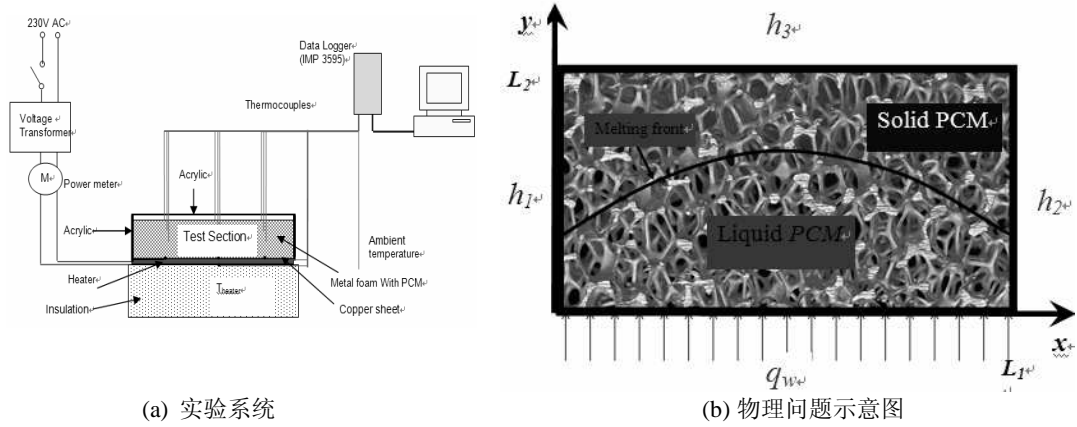 230V AC
Data Logger
(IMP 3595)
Thermocouples
Voltage
Transformer
M
Power meter
Acrylic
Acrylic
Test Section
Ambient
temperature
Heater
Metal foam With PCM
T_heater
Insulation
Copper sheet
(a) 实验系统
y
h3
L2
Solid PCM
Melting front
h1
h2
Liquid PCM
x
L1
qw
(b) 物理问题示意图